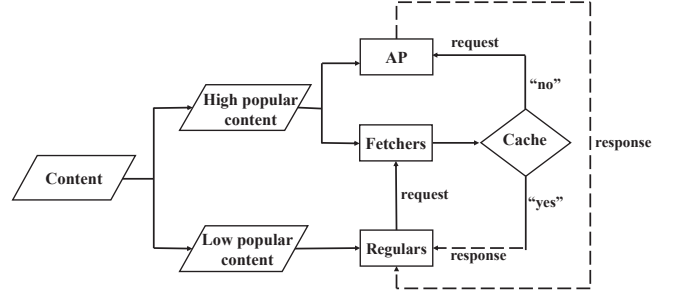 AP
request
"no"
High popular
content
Fetchers
Cache
response
Content
request
"yes"
Low popular
content
Regulars
response